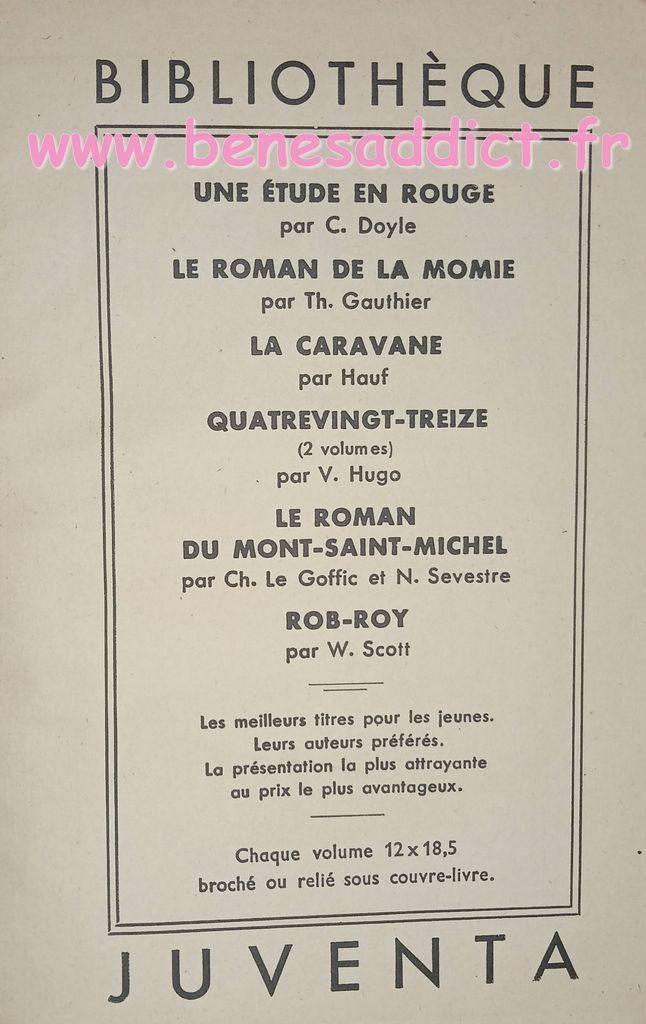 BIBLIOTHÈQUE
www.benesaddict.fr
UNE ÉTUDE EN ROUGE
par C. Doyle
LE ROMAN DE LA MOMIE
par Th. Gauthier
LA CARAVANE
par Hauf
QUATREVINGT-TREIZE
(2 volumes)
par V. Hugo
LE ROMAN
DU MONT-SAINT-MICHEL
par Ch. Le Goffic et N. Sevestre
ROB-ROY
par W. Scott
Les meilleurs titres pour les jeunes.
Leurs auteurs préférés.
La présentation la plus attrayante
au prix le plus avantageux.
Chaque volume 12 x 18,5
broché ou relié sous couvre-livre.
JUVENTA